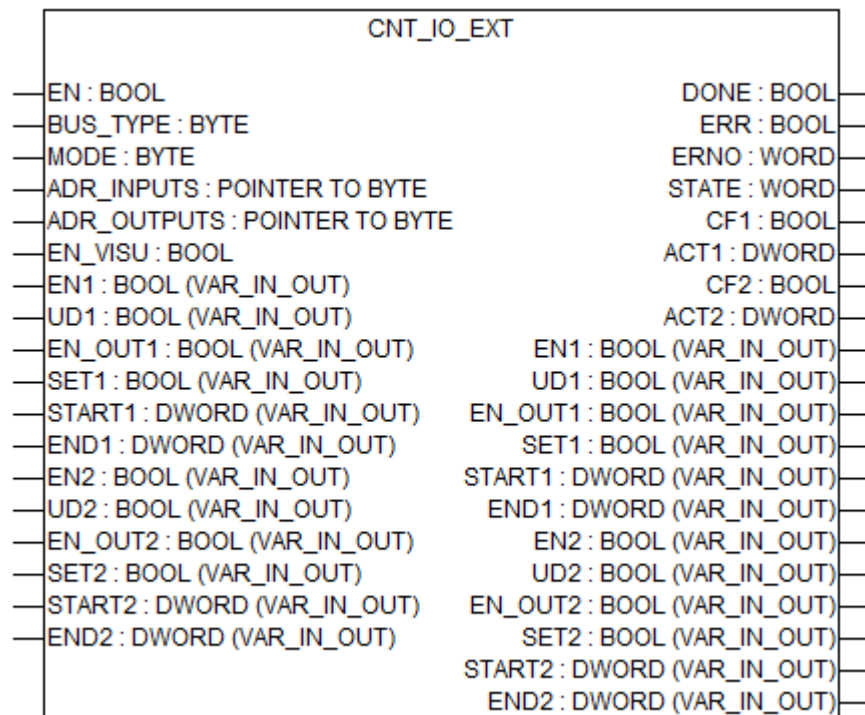 CNT_IO_EXT
EN : BOOL DONE : BOOL
BUS_TYPE : BYTE ERR : BOOL
MODE : BYTE ERNO : WORD
ADR_INPUTS : POINTER TO BYTE STATE : WORD
ADR_OUTPUTS : POINTER TO BYTE CF1 : BOOL
EN_VISU : BOOL ACT1 : DWORD
EN1 : BOOL (VAR_IN_OUT) CF2 : BOOL
UD1 : BOOL (VAR_IN_OUT) ACT2 : DWORD
EN_OUT1 : BOOL (VAR_IN_OUT) EN1 : BOOL (VAR_IN_OUT)
SET1 : BOOL (VAR_IN_OUT) UD1 : BOOL (VAR_IN_OUT)
START1 : DWORD (VAR_IN_OUT) EN_OUT1 : BOOL (VAR_IN_OUT)
END1 : DWORD (VAR_IN_OUT) SET1 : BOOL (VAR_IN_OUT)
EN2 : BOOL (VAR_IN_OUT) START1 : DWORD (VAR_IN_OUT)
UD2 : BOOL (VAR_IN_OUT) END1 : DWORD (VAR_IN_OUT)
EN_OUT2 : BOOL (VAR_IN_OUT) EN2 : BOOL (VAR_IN_OUT)
SET2 : BOOL (VAR_IN_OUT) UD2 : BOOL (VAR_IN_OUT)
START2 : DWORD (VAR_IN_OUT) EN_OUT2 : BOOL (VAR_IN_OUT)
END2 : DWORD (VAR_IN_OUT) SET2 : BOOL (VAR_IN_OUT)
START2 : DWORD (VAR_IN_OUT)
END2 : DWORD (VAR_IN_OUT)